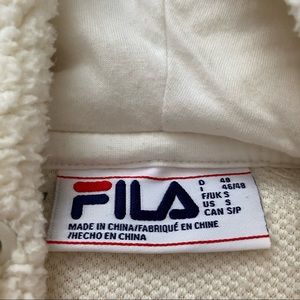 FILA
D 48
I 46/48
F/UK S
US S
CAN S/P
MADE IN CHINA/FABRIQUÉ EN CHINE
/HECHO EN CHINA